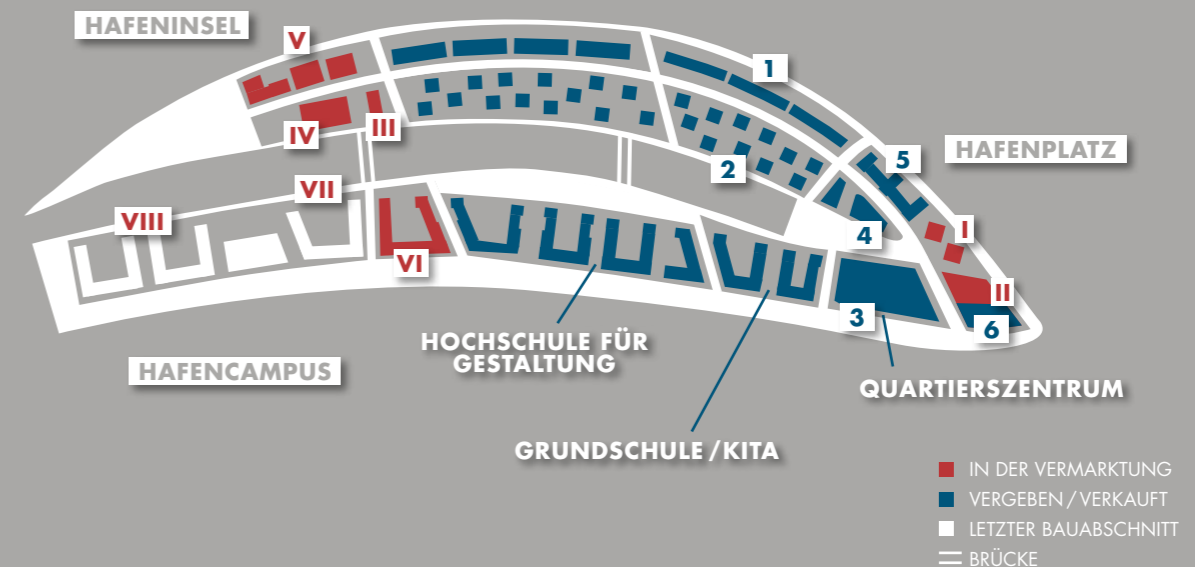 HAFENINSEL
V
1
IV
III
5
HAFENPLATZ
2
VII
VIII
4
I
VI
II
3
6
HOCHSCHULE FÜR
GESTALTUNG
HAFENCAMPUS
QUARTIERSZENTRUM
GRUNDSCHULE / KITA
IN DER VERMARKTUNG
VERGEBEN / VERKAUFT
LETZTER BAUABSCHNITT
BRÜCKE